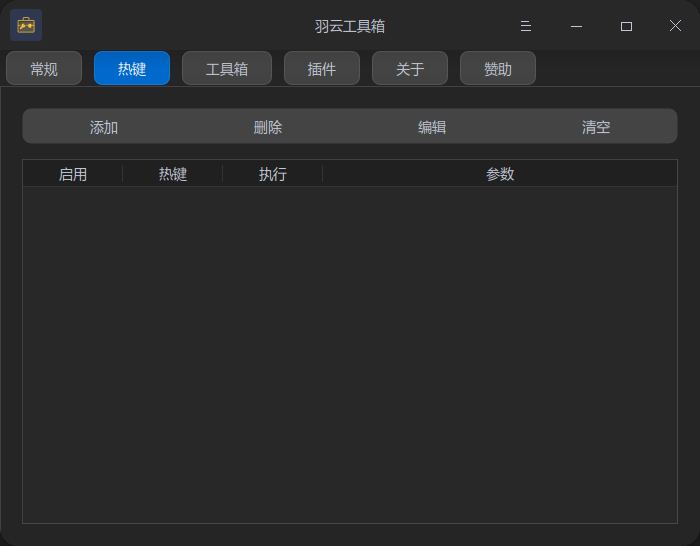 羽云工具箱
常规 热键 工具箱 插件 关于 赞助
添加 删除 编辑 清空
启用 热键 执行 参数